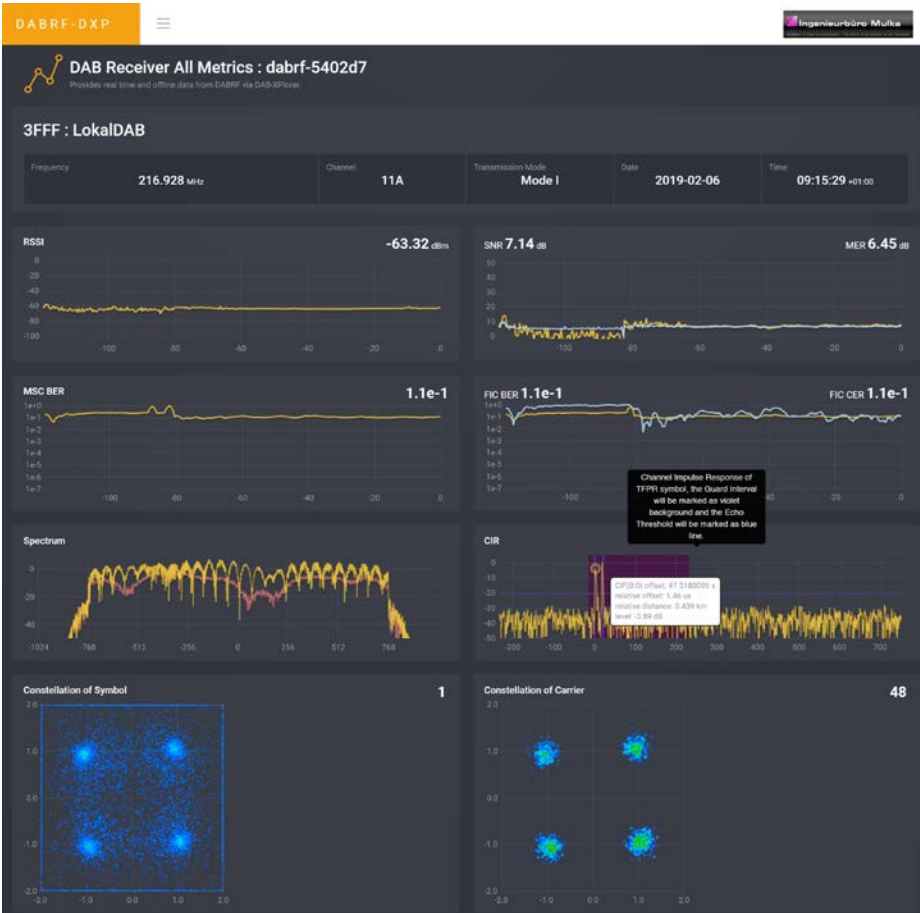 DABRF-DXP
Ingenieurbüro Mulka
DAB Receiver All Metrics : dabrf-5402d7
Provides real time and offline data from DABRF via DAB-XPlorer.
3FFF : LokalDAB
Frequency Channel Transmission Mode Date Time
216.928 MHz 11A Mode I 2019-02-06 09:15:29 +01:00
RSSI -63.32 dBm
0
-20
-40
-60
-80
-100
-100 -80 -60 -40 -20 0
SNR 7.14 dB MER 6.45 dB
50
40
30
20
10
0
-100 -80 -60 -40 -20 0
MSC BER 1.1e-1
1e+0
1e-1
1e-2
1e-3
1e-4
1e-5
1e-6
1e-7
-100 -80 -60 -40 -20 0
FIC BER 1.1e-1 FIC CER 1.1e-1
1e+0
1e-1
1e-2
1e-3
1e-4
1e-5
1e-6
1e-7
-100 -20 0
Channel Impulse Response of
TFPR symbol, the Guard Interval
will be marked as violet
background and the Echo
Threshold will be marked as blue
line.
Spectrum
0
-20
-40
-1024 -768 -512 -256 0 256 512 768
CIR
0
-10
-20
-30
-40
-50
-200 -100 0 100 200 300 400 500 600 700
CIF(0:0) offset: 47.5180095 s
relative offset: 1.46 us
relative distance: 0.439 km
level: -3.89 dB
Constellation of Symbol 1
2.0
1.0
0.0
-1.0
-2.0
-2.0 -1.0 0.0 1.0 2.0
Constellation of Carrier 48
2.0
1.0
0.0
-1.0
-2.0
-2.0 -1.0 0.0 1.0 2.0